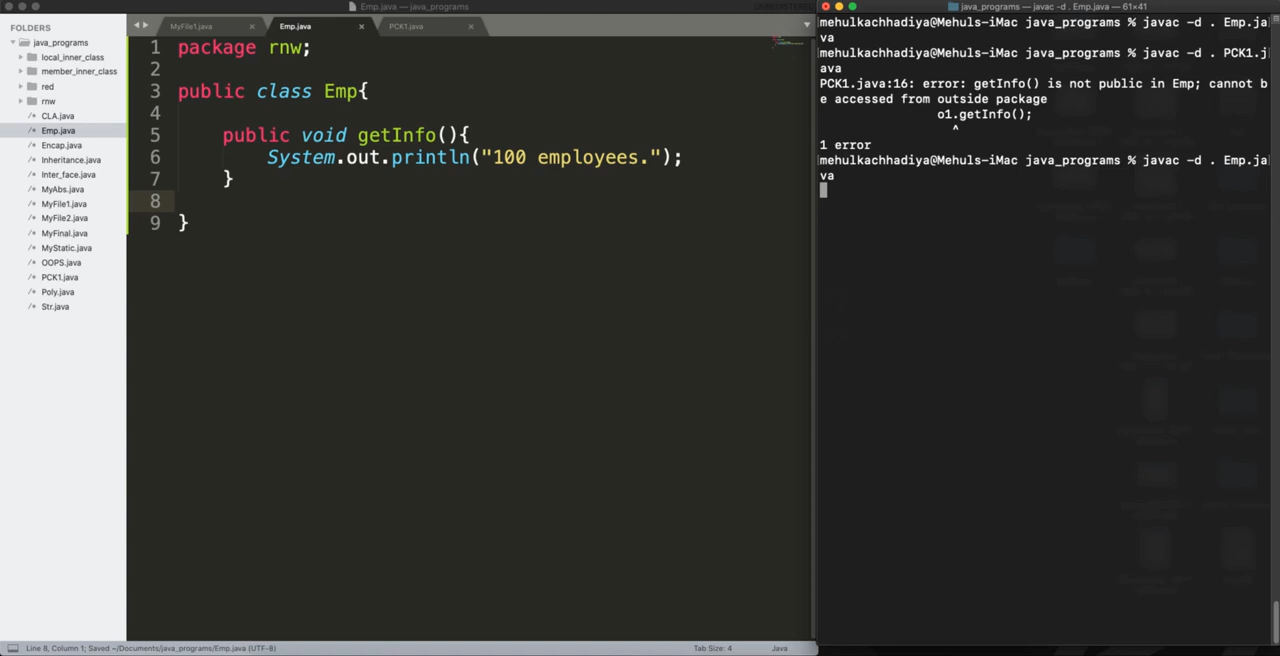 Emp.java — java_programs
UNREGISTERED
FOLDERS
java_programs
local_inner_class
member_inner_class
red
rnw
CLA.java
Emp.java
Encap.java
Inheritance.java
Inter_face.java
MyAbs.java
MyFile1.java
MyFile2.java
MyFinal.java
MyStatic.java
OOPS.java
PCK1.java
Poly.java
Str.java
MyFile1.java × Emp.java × PCK1.java ×
1 package rnw;
2
3 public class Emp{
4
5 public void getInfo(){
6 System.out.println("100 employees.");
7 }
8
9 }
Line 8, Column 1; Saved ~/Documents/java_programs/Emp.java (UTF-8)
Tab Size: 4
Java
java_programs — javac -d . Emp.java — 61×41
mehulkachhadiya@Mehuls-iMac java_programs % javac -d . Emp.ja
va
mehulkachhadiya@Mehuls-iMac java_programs % javac -d . PCK1.j
ava
PCK1.java:16: error: getInfo() is not public in Emp; cannot b
e accessed from outside package
o1.getInfo();
^
1 error
mehulkachhadiya@Mehuls-iMac java_programs % javac -d . Emp.ja
va